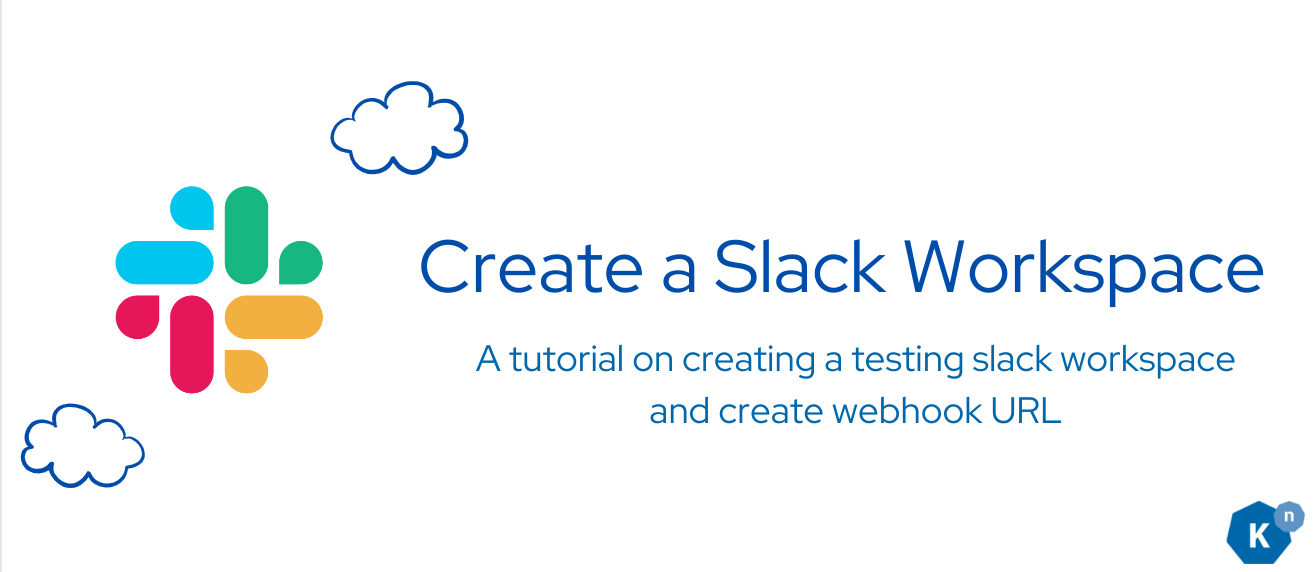 Create a Slack Workspace
A tutorial on creating a testing slack workspace
and create webhook URL
K n